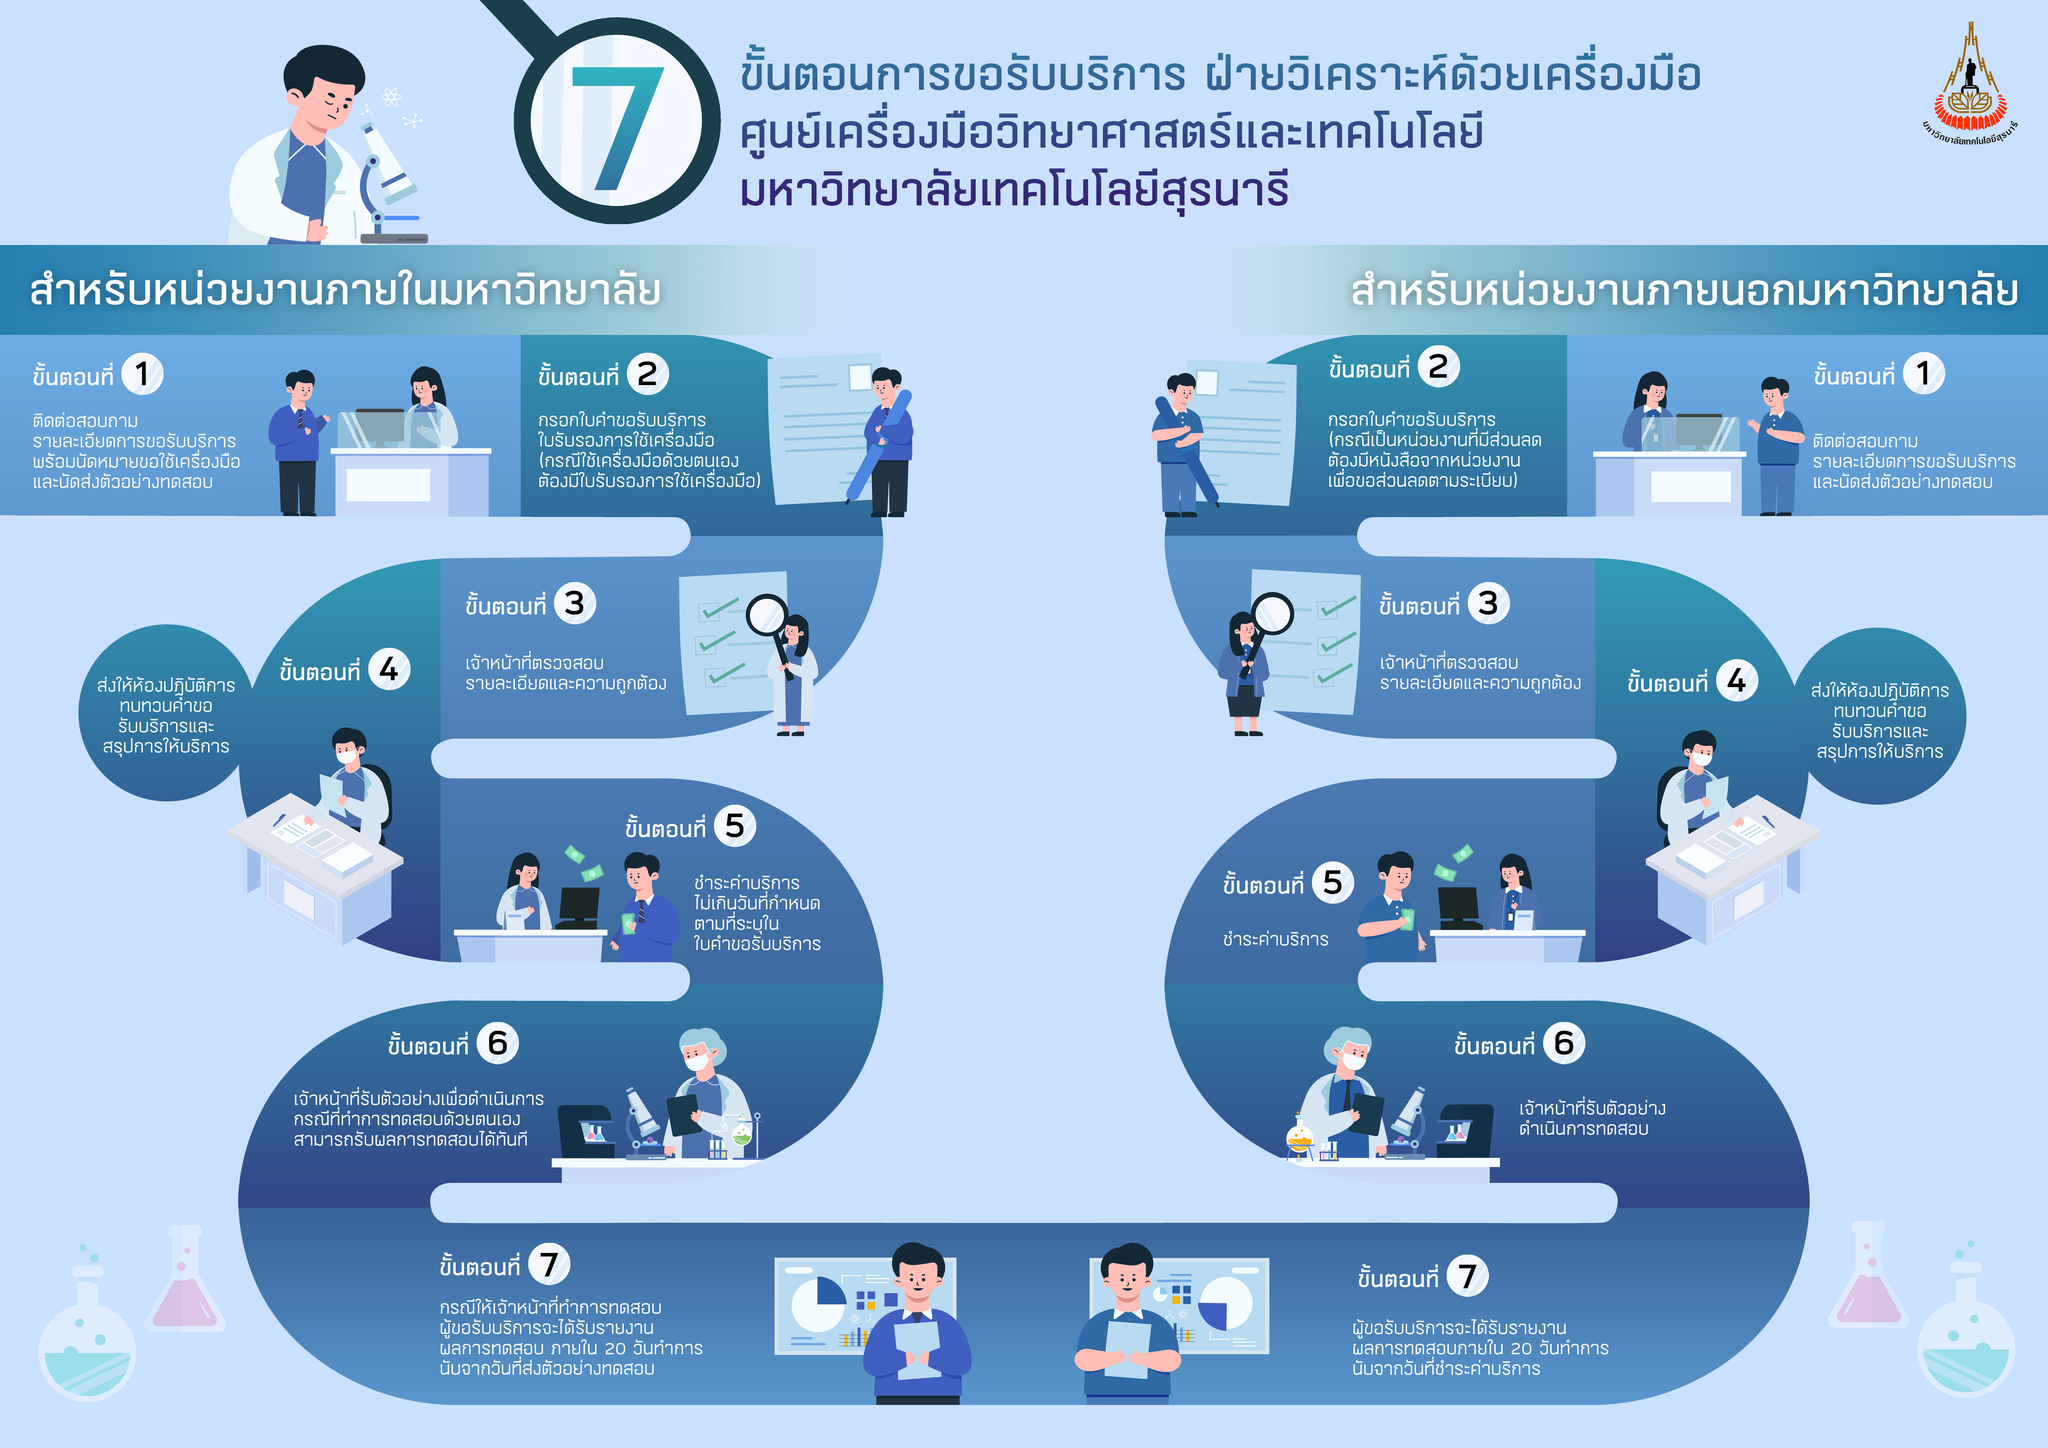 7
ขั้นตอนการขอรับบริการ ฝ่ายวิเคราะห์ด้วยเครื่องมือ
ศูนย์เครื่องมือวิทยาศาสตร์และเทคโนโลยี
มหาวิทยาลัยเทคโนโลยีสุรนารี
มหาวิทยาลัยเทคโนโลยีสุรนารี
สำหรับหน่วยงานภายในมหาวิทยาลัย
ขั้นตอนที่ 1
ติดต่อสอบถาม
รายละเอียดการขอรับบริการ
พร้อมนัดหมายขอใช้เครื่องมือ
และนัดส่งตัวอย่างทดสอบ
ขั้นตอนที่ 2
กรอกใบคำขอรับบริการ
ใบรับรองการใช้เครื่องมือ
(กรณีใช้เครื่องมือด้วยตนเอง
ต้องมีใบรับรองการใช้เครื่องมือ)
ขั้นตอนที่ 3
เจ้าหน้าที่ตรวจสอบ
รายละเอียดและความถูกต้อง
ขั้นตอนที่ 4
ส่งให้ห้องปฏิบัติการ
ทบทวนคำขอ
รับบริการและ
สรุปการให้บริการ
ขั้นตอนที่ 5
ชำระค่าบริการ
ไม่เกินวันที่กำหนด
ตามที่ระบุใน
ใบคำขอรับบริการ
ขั้นตอนที่ 6
เจ้าหน้าที่รับตัวอย่างเพื่อดำเนินการ
กรณีที่ทำการทดสอบด้วยตนเอง
สามารถรับผลการทดสอบได้ทันที
ขั้นตอนที่ 7
กรณีให้เจ้าหน้าที่ทำการทดสอบ
ผู้ขอรับบริการจะได้รับรายงาน
ผลการทดสอบ ภายใน 20 วันทำการ
นับจากวันที่ส่งตัวอย่างทดสอบ
สำหรับหน่วยงานภายนอกมหาวิทยาลัย
ขั้นตอนที่ 1
ติดต่อสอบถาม
รายละเอียดการขอรับบริการ
และนัดส่งตัวอย่างทดสอบ
ขั้นตอนที่ 2
กรอกใบคำขอรับบริการ
(กรณีเป็นหน่วยงานที่มีส่วนลด
ต้องมีหนังสือจากหน่วยงาน
เพื่อขอส่วนลดตามระเบียบ)
ขั้นตอนที่ 3
เจ้าหน้าที่ตรวจสอบ
รายละเอียดและความถูกต้อง
ขั้นตอนที่ 4
ส่งให้ห้องปฏิบัติการ
ทบทวนคำขอ
รับบริการและ
สรุปการให้บริการ
ขั้นตอนที่ 5
ชำระค่าบริการ
ขั้นตอนที่ 6
เจ้าหน้าที่รับตัวอย่าง
ดำเนินการทดสอบ
ขั้นตอนที่ 7
ผู้ขอรับบริการจะได้รับรายงาน
ผลการทดสอบภายใน 20 วันทำการ
นับจากวันที่ชำระค่าบริการ